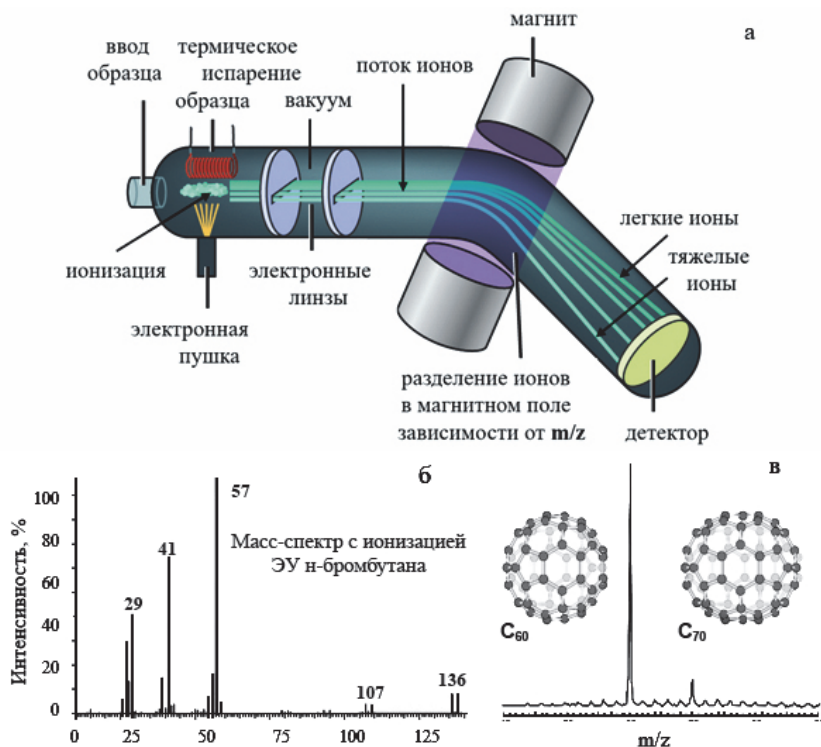 магнит
а
ввод
образца
термическое
испарение
образца
вакуум
поток ионов
легкие ионы
тяжелые
ионы
ионизация
электронные
линзы
электронная
пушка
разделение ионов
в магнитном поле
зависимости от m/z
детектор
б
в
Интенсивность, %
100
80
60
40
20
0
57
41
29
107
136
Масс-спектр с ионизацией
ЭУ н-бромбутана
0
25
50
75
100
125
C60
C70
m/z